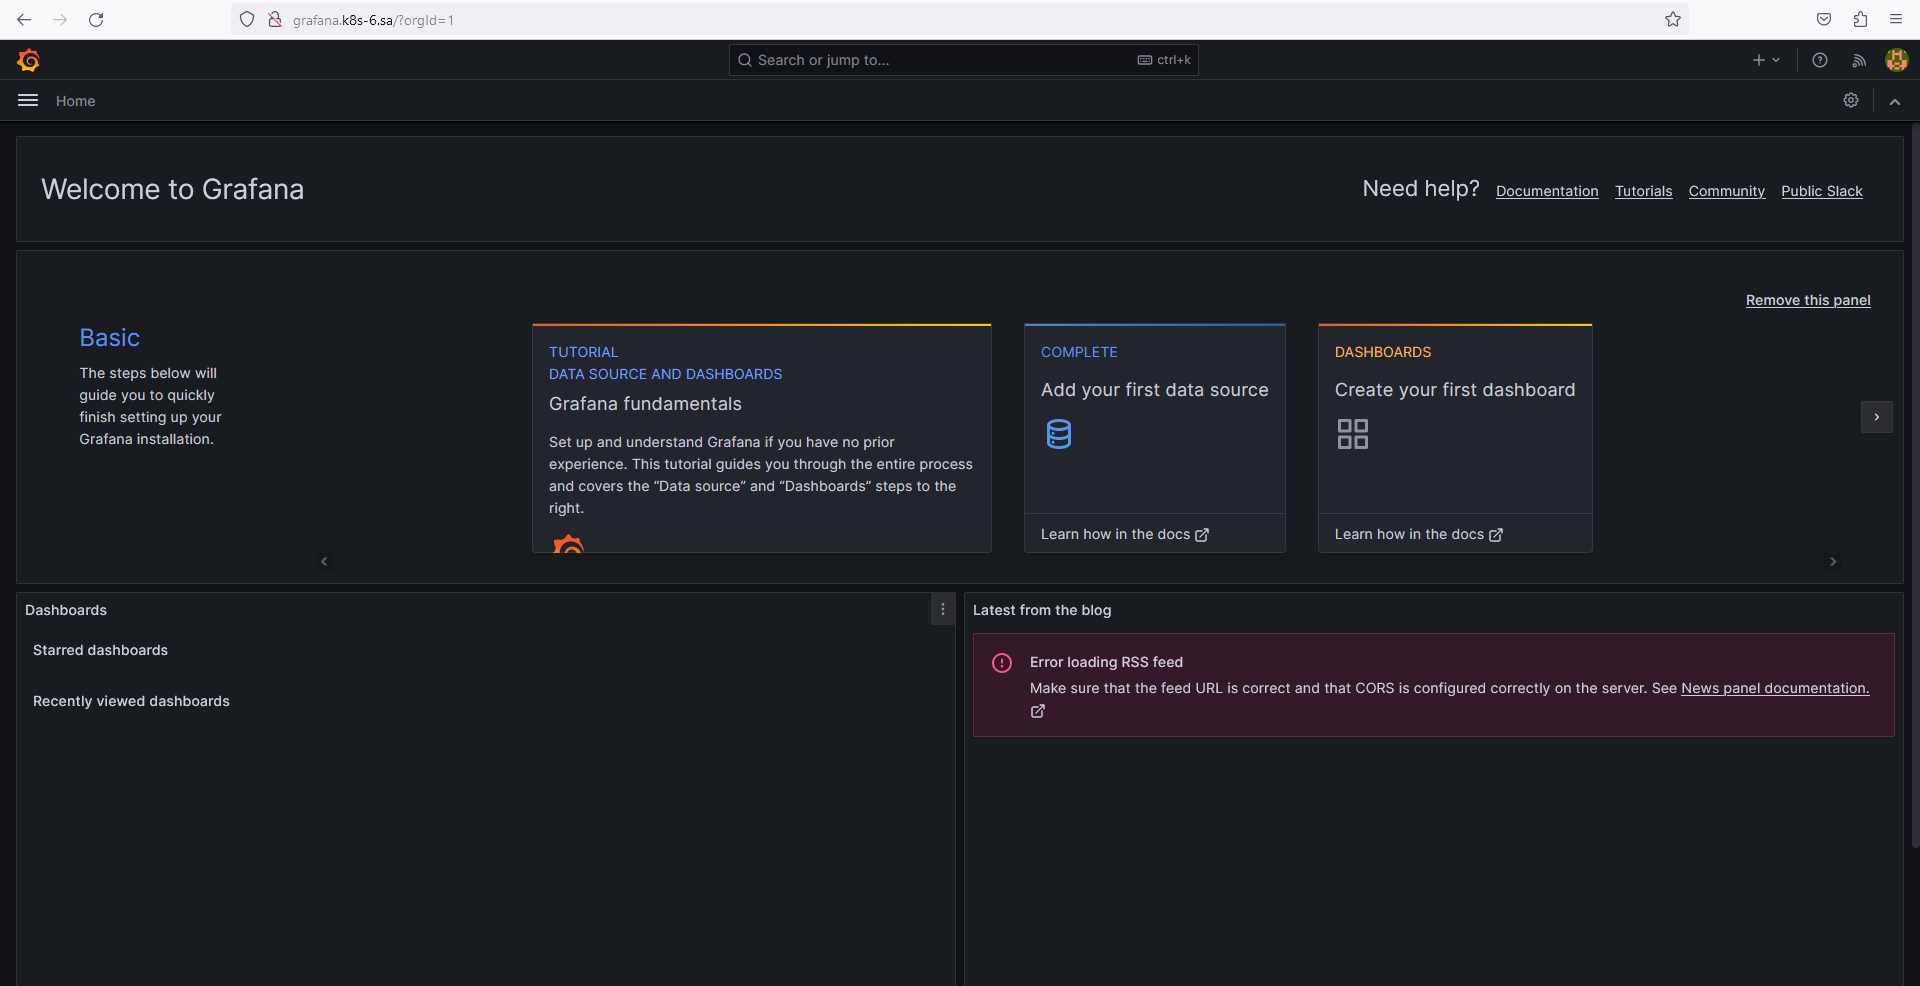 grafana.k8s-6.sa/?orgId=1
Search or jump to...
ctrl+k
Home
Welcome to Grafana
Need help?
Documentation
Tutorials
Community
Public Slack
Remove this panel
Basic
The steps below will
guide you to quickly
finish setting up your
Grafana installation.
TUTORIAL
DATA SOURCE AND DASHBOARDS
Grafana fundamentals
Set up and understand Grafana if you have no prior
experience. This tutorial guides you through the entire process
and covers the “Data source” and “Dashboards” steps to the
right.
COMPLETE
Add your first data source
Learn how in the docs
DASHBOARDS
Create your first dashboard
Learn how in the docs
Dashboards
Starred dashboards
Recently viewed dashboards
Latest from the blog
Error loading RSS feed
Make sure that the feed URL is correct and that CORS is configured correctly on the server. See News panel documentation.